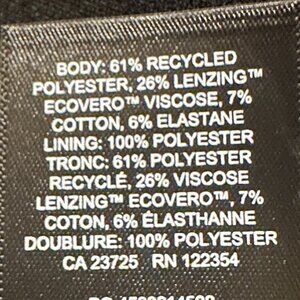 BODY: 61% RECYCLED
POLYESTER, 26% LENZING™
ECOVERO™ VISCOSE, 7%
COTTON, 6% ELASTANE
LINING: 100% POLYESTER
TRONC: 61% POLYESTER
RECYCLÉ, 26% VISCOSE
LENZING™ ECOVERO™, 7%
COTON, 6% ÉLASTHANNE
DOUBLURE: 100% POLYESTER
CA 23725 RN 122354